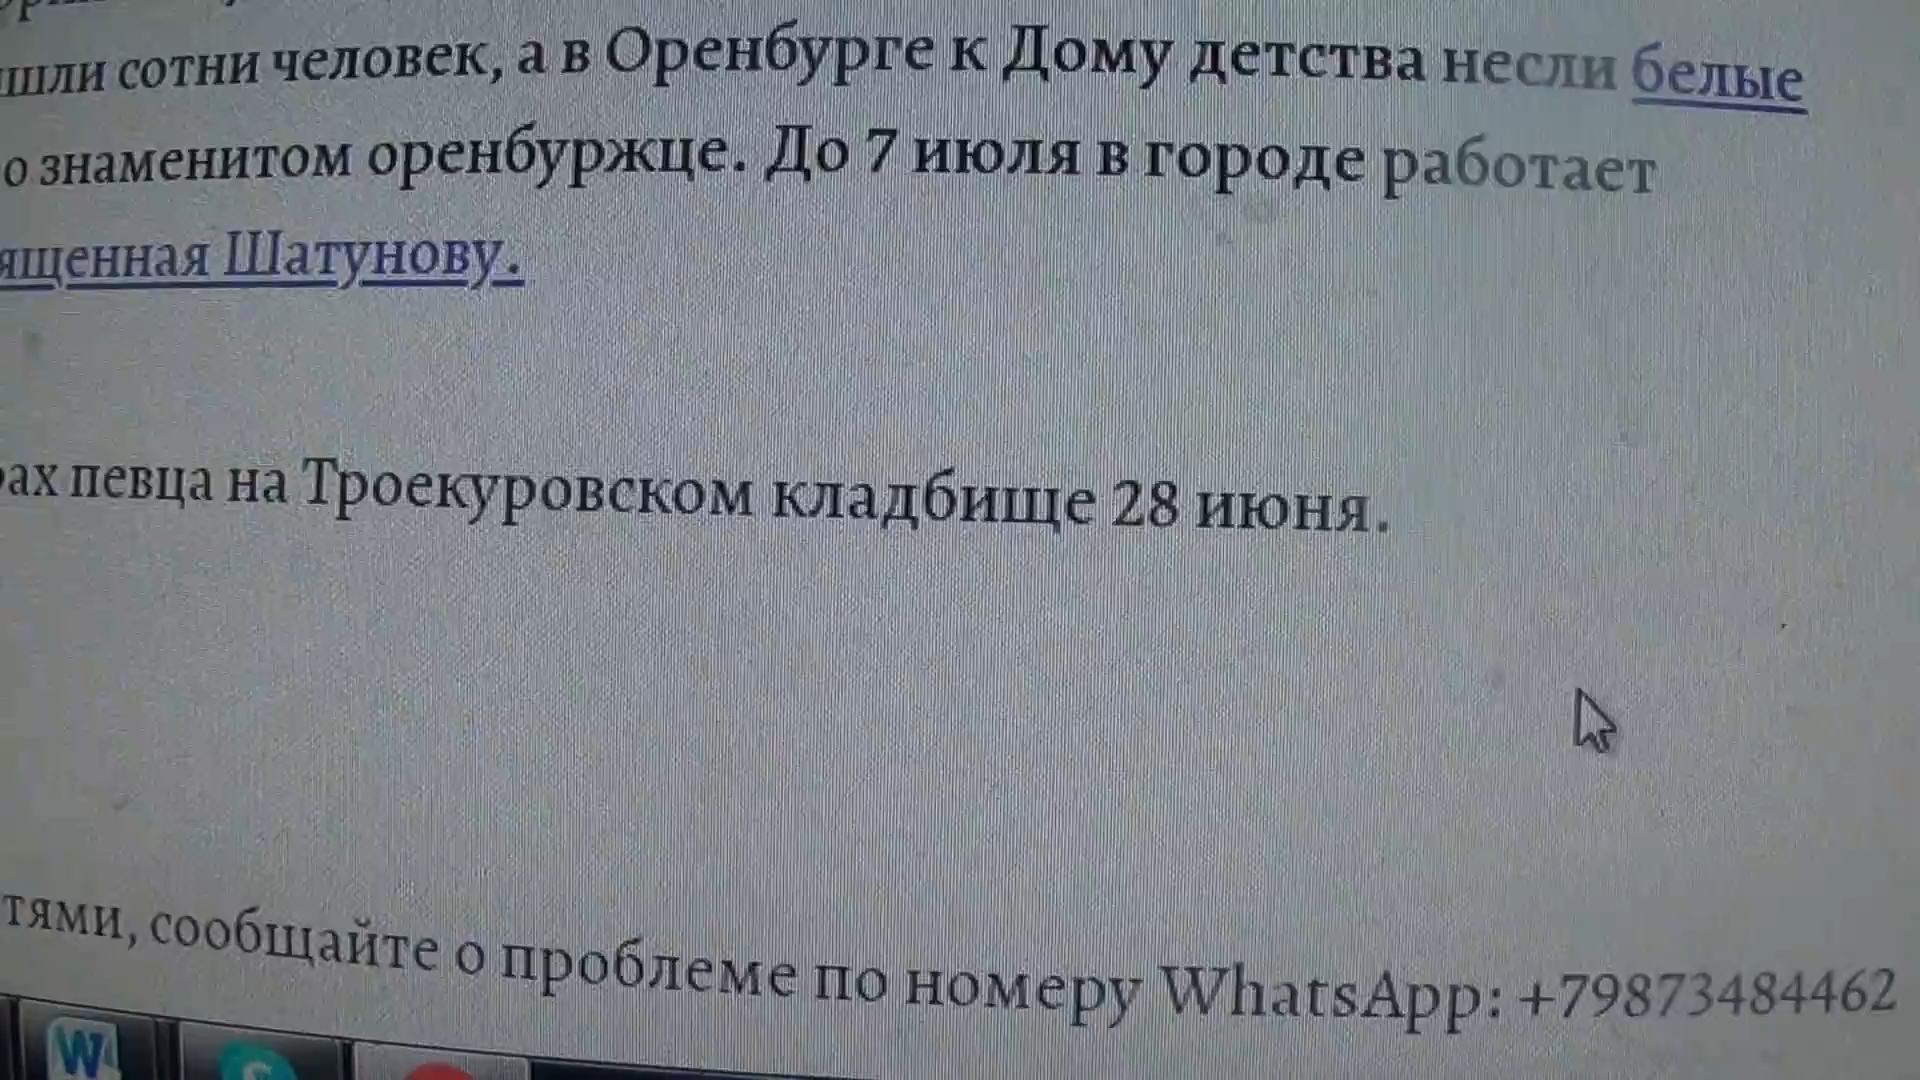 шли сотни человек, а в Оренбурге к Дому детства несли белые
о знаменитом оренбуржце. До 7 июля в городе работает
ященная Шатунову.
ах певца на Троекуровском кладбище 28 июня.
тями, сообщайте о проблеме по номеру WhatsApp: +79873484462
W